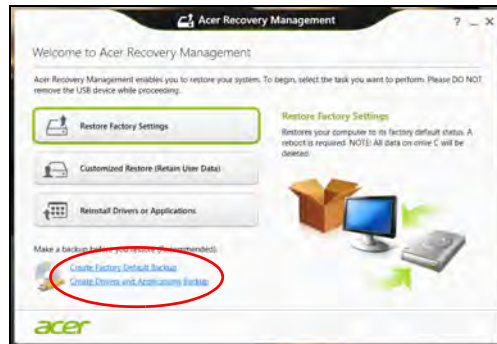 Acer Recovery Management
? – X
Welcome to Acer Recovery Management
Acer Recovery Management enables you to restore your system. To begin, select the task you want to perform. Please DO NOT
remove the USB device while proceeding.
Restore Factory Settings
Customized Restore (Retain User Data)
Reinstall Drivers or Applications
Restore Factory Settings
Restores your computer to its factory default status. A
reboot is required. NOTE: All data on drive C will be
deleted.
Make a backup before you restore (Recommended).
Create Factory Default Backup
Create Drivers and Applications Backup
acer